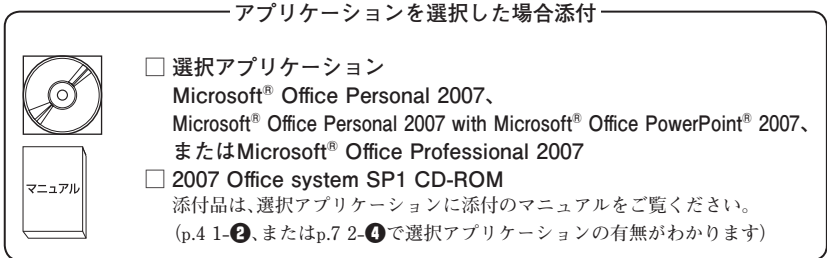 アプリケーションを選択した場合添付
□ 選択アプリケーション
Microsoft® Office Personal 2007、
Microsoft® Office Personal 2007 with Microsoft® Office PowerPoint® 2007、
またはMicrosoft® Office Professional 2007
マニュアル
□ 2007 Office system SP1 CD-ROM
添付品は、選択アプリケーションに添付のマニュアルをご覧ください。
(p.4 1-❷、またはp.7 2-❹で選択アプリケーションの有無がわかります)